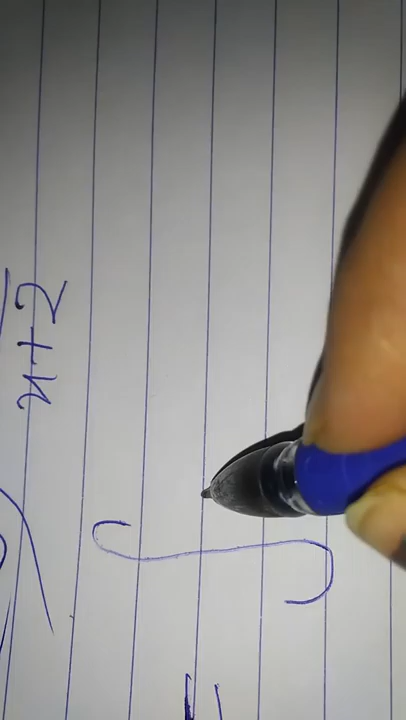 x+2
∫
=